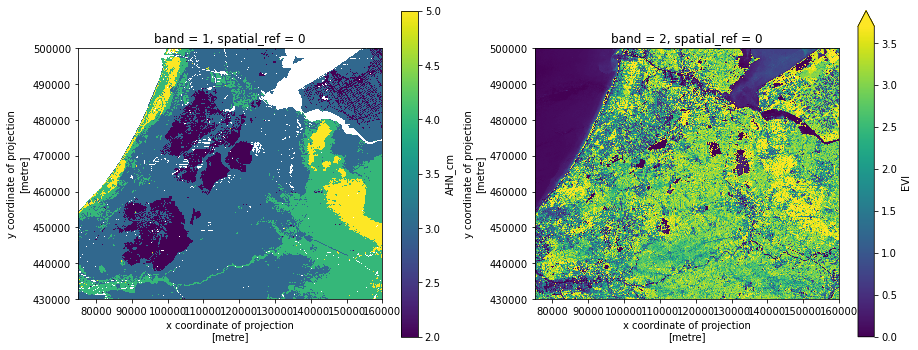 band = 1, spatial_ref = 0
500000
490000
480000
470000
460000
450000
440000
430000
y coordinate of projection
[metre]
80000 90000 100000 110000 120000 130000 140000 150000 160000
x coordinate of projection
[metre]
5.0
4.5
4.0
3.5
3.0
2.5
2.0
AHN_cm
band = 2, spatial_ref = 0
500000
490000
480000
470000
460000
450000
440000
430000
y coordinate of projection
[metre]
80000 90000 100000 110000 120000 130000 140000 150000 160000
x coordinate of projection
[metre]
3.5
3.0
2.5
2.0
1.5
1.0
0.5
0.0
EVI